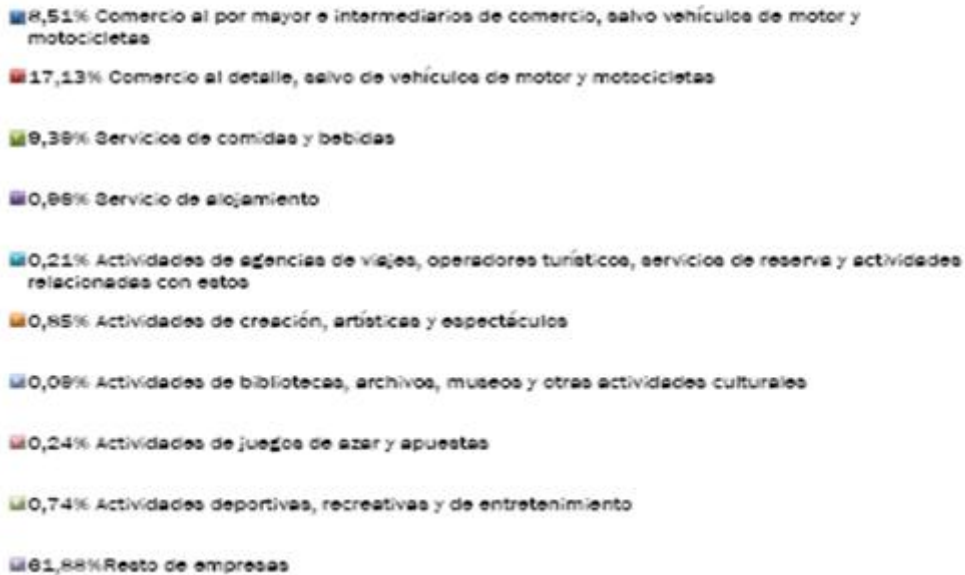 8,51% Comercio al por mayor e intermediarios de comercio, salvo vehículos de motor y
motocicletas
17,13% Comercio al detalle, salvo de vehículos de motor y motocicletas
9,39% Servicios de comidas y bebidas
Servicio de alojamiento
0,21% Actividades de agencias de viajes, operadores turísticos, servicios de reserva y actividades
relacionadas con estos
0,85% Actividades de creación, artísticas y espectáculos
0,09% Actividades de bibliotecas, archivos, museos y otras actividades culturales
0,24% Actividades de juegos de azar y apuestas
0,74% Actividades deportivas, recreativas y de entretenimiento
61,88%Resto de empresas